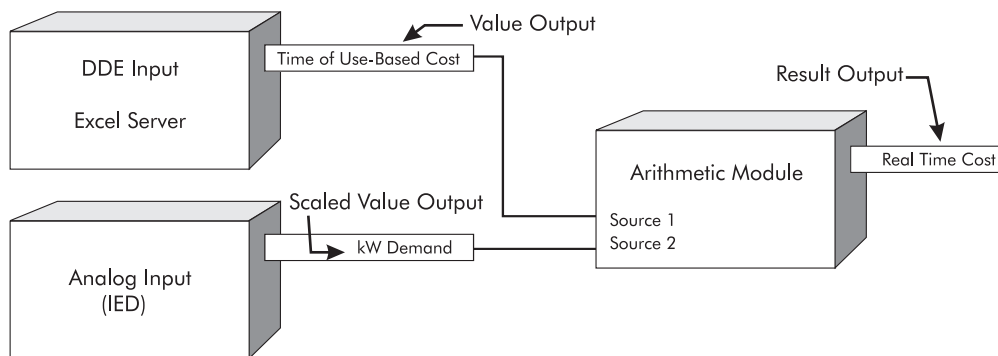 Value Output
DDE Input
Excel Server
Time of Use-Based Cost
Result Output
Real Time Cost
Arithmetic Module
Source 1
Source 2
Scaled Value Output
kW Demand
Analog Input
(IED)